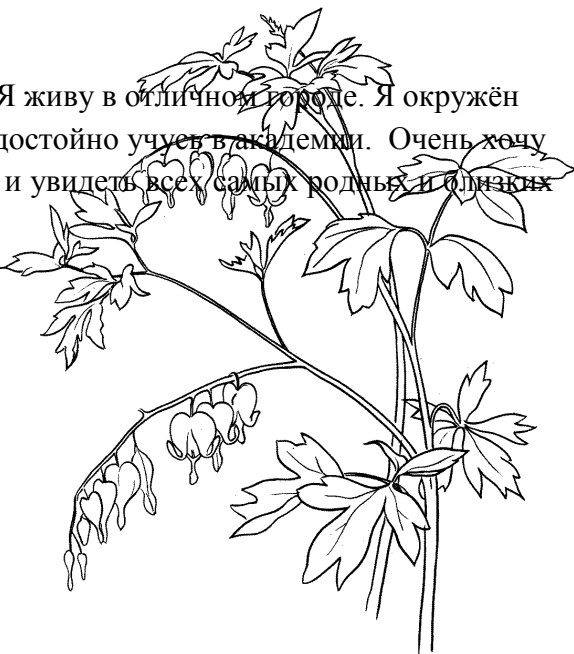 Я живу в отличном городе. Я окружён
достойно учусь в академии. Очень хочу
и увидеть всех самых родных и близких